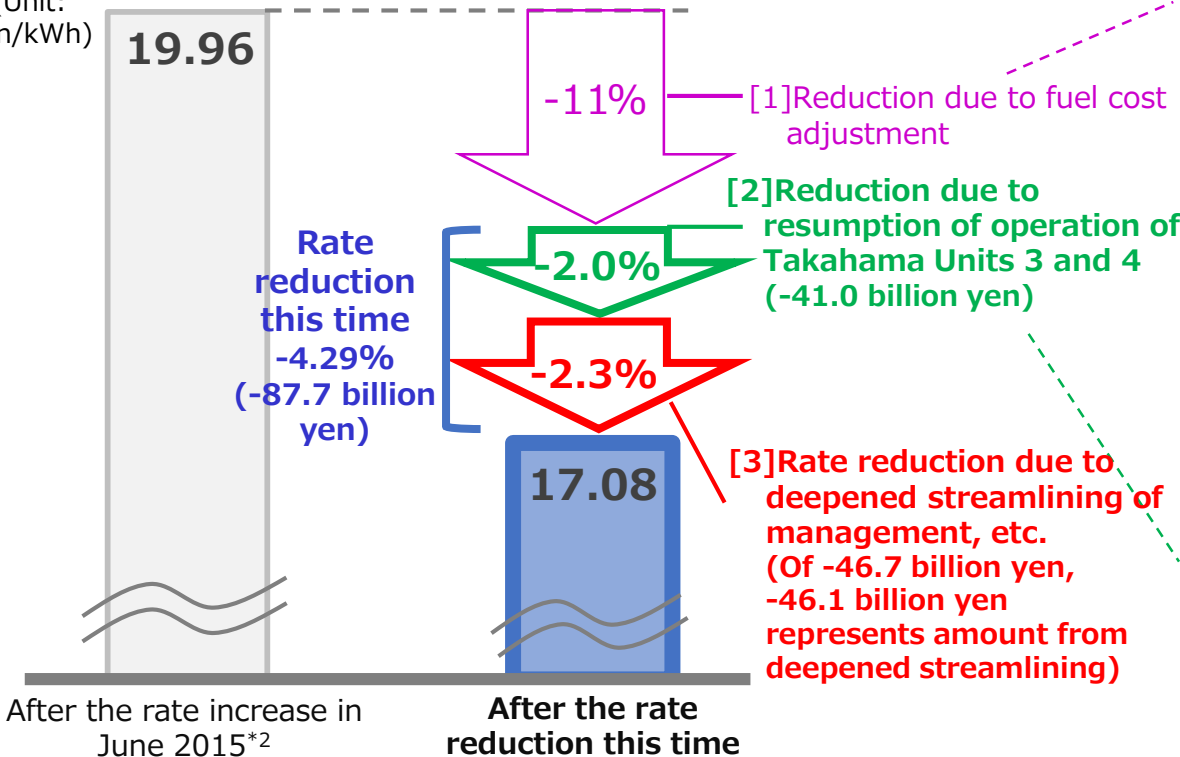 Unit:
n/kWh)
19.96
-11%
[1]Reduction due to fuel cost
adjustment
[2]Reduction due to
resumption of operation of
Takahama Units 3 and 4
(-41.0 billion yen)
Rate
reduction
this time
-4.29%
(-87.7 billion
yen)
-2.0%
-2.3%
[3]Rate reduction due to
deepened streamlining of
management, etc.
(Of -46.7 billion yen,
-46.1 billion yen
represents amount from
deepened streamlining)
17.08
After the rate increase in
June 2015*2
After the rate
reduction this time